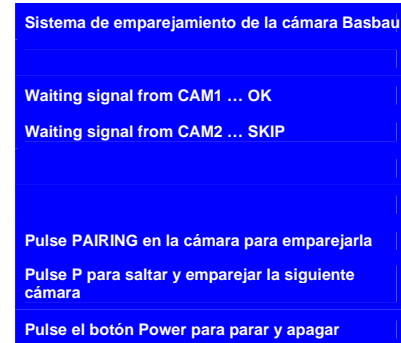 Sistema de emparejamiento de la cámara Basbau
Waiting signal from CAM1 … OK
Waiting signal from CAM2 … SKIP
Pulse PAIRING en la cámara para emparejarla
Pulse P para saltar y emparejar la siguiente
cámara
Pulse el botón Power para parar y apagar